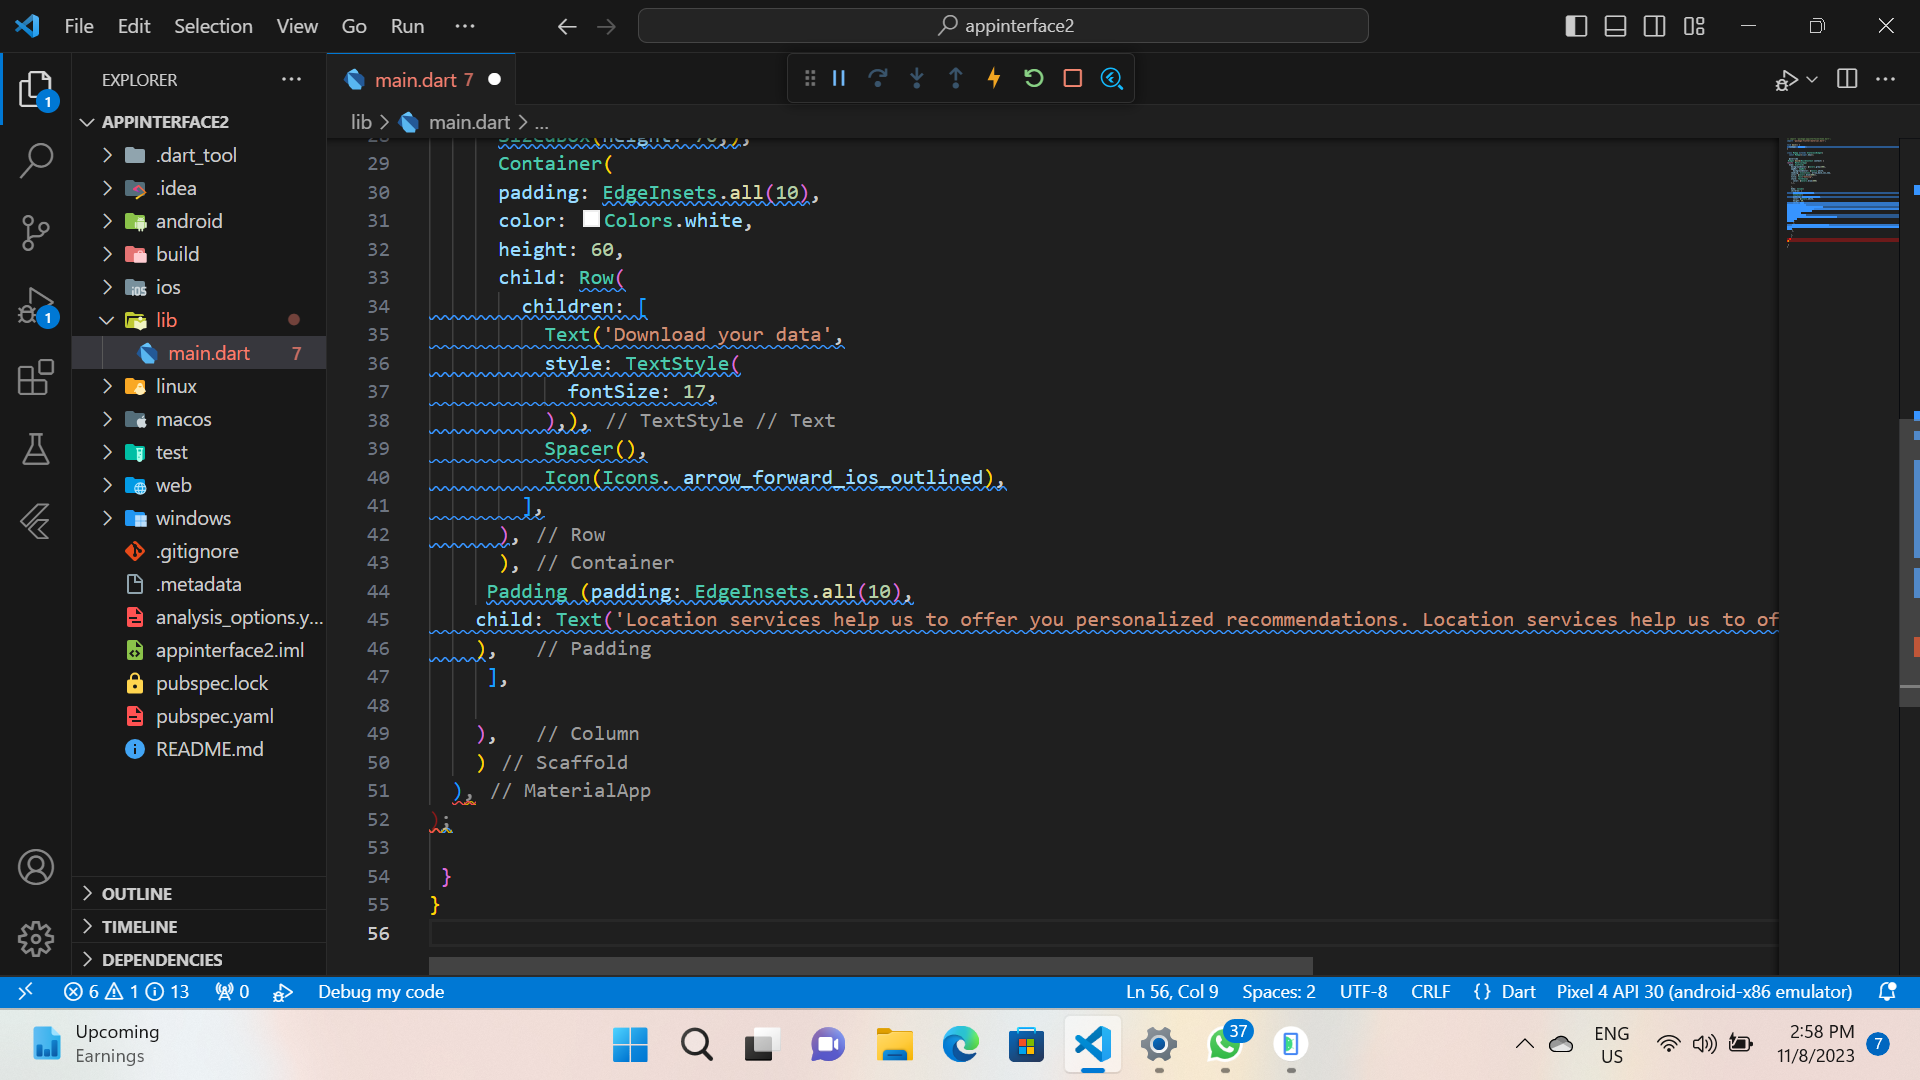 File Edit Selection View Go Run ··· appinterface2
EXPLORER ···
main.dart 7
APPINTERFACE2
.dart_tool
.idea
android
build
ios
lib
main.dart 7
linux
macos
test
web
windows
.gitignore
.metadata
analysis_options.y...
appinterface2.iml
pubspec.lock
pubspec.yaml
README.md
OUTLINE
TIMELINE
DEPENDENCIES
1
1
lib > main.dart > ...
28 SizedBox(height: 70,),
29 Container(
30 padding: EdgeInsets.all(10),
31 color: Colors.white,
32 height: 60,
33 child: Row(
34 children: [
35 Text('Download your data',
36 style: TextStyle(
37 fontSize: 17,
38 ),), // TextStyle // Text
39 Spacer(),
40 Icon(Icons. arrow_forward_ios_outlined),
41 ],
42 ), // Row
43 ), // Container
44 Padding (padding: EdgeInsets.all(10),
45 child: Text('Location services help us to offer you personalized recommendations. Location services help us to of
46 ), // Padding
47 ],
48
49 ), // Column
50 ) // Scaffold
51 ), // MaterialApp
52 );
53
54 }
55 }
56
6 1 13 0 Debug my code Ln 56, Col 9 Spaces: 2 UTF-8 CRLF {} Dart Pixel 4 API 30 (android-x86 emulator)
Upcoming
Earnings
37
ENG
US
2:58 PM
11/8/2023
7